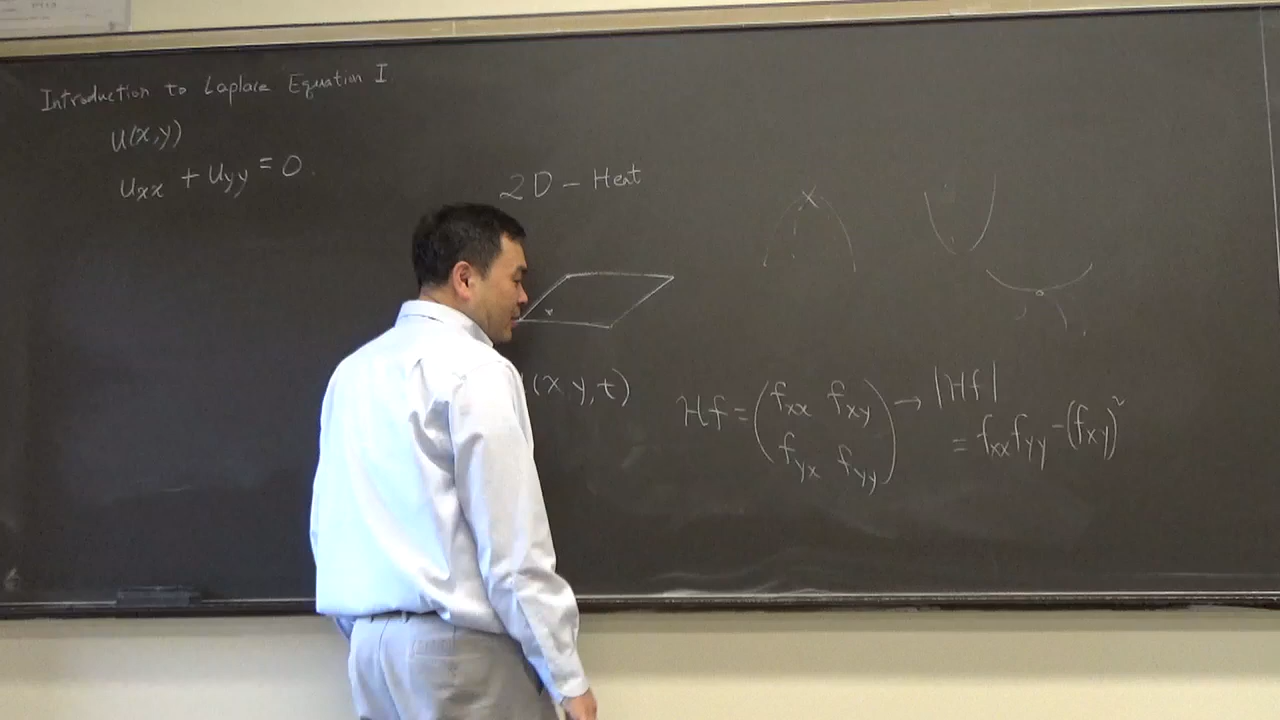 Introduction to Laplace Equation I
u(x,y)
uxx + uyy = 0.
2D - Heat
(x,y,t)
Hf = (fxx fxy
fyx fyy) → |Hf|
= fxxfyy - (fxy)²